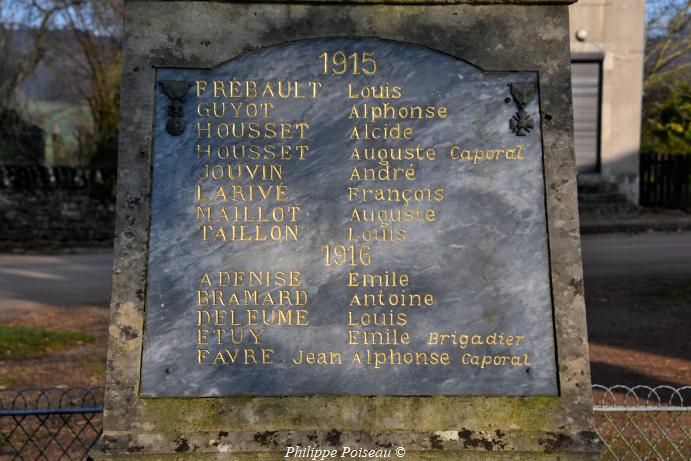 1915
FRÉBAULT Louis
GUYOT Alphonse
HOUSSET Alcide
HOUSSET Auguste Caporal
JOUVIN André
LARIVÉ François
MAILLOT Auguste
TAILLON Louis
1916
ADENISE Emile
BRAMARD Antoine
DELEUME Louis
ETUY Emile Brigadier
FAVRE Jean Alphonse Caporal
Philippe Poiseau ©